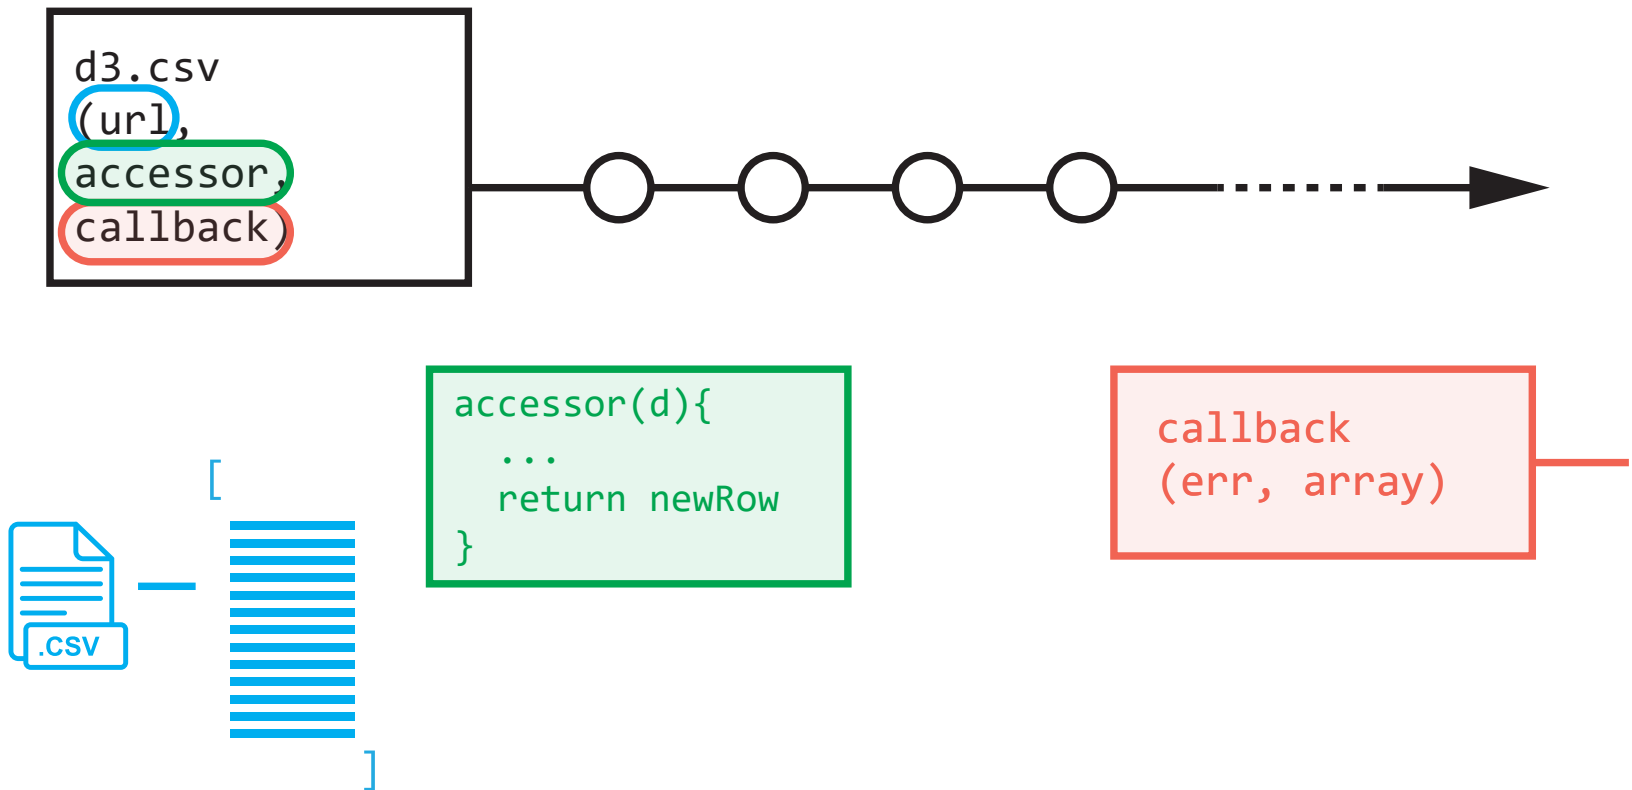 d3.csv
(url,
accessor,
callback)
accessor(d){
...
return newRow
}
callback
(err, array)
[
.CSV
]